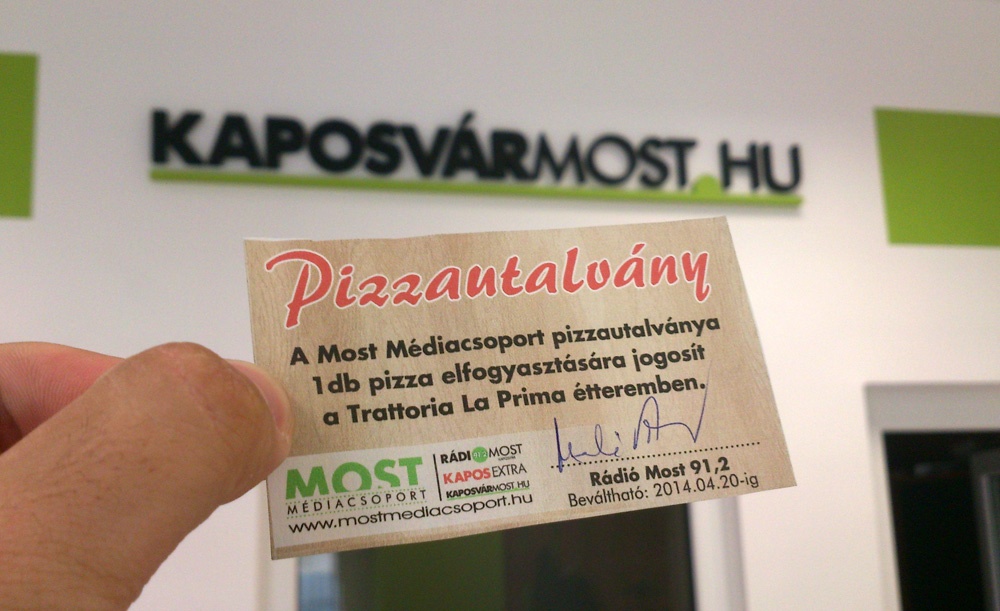 KAPOSVÁRMOST.HU
Pizzautalvány
A Most Médiacsoport pizzautalványa
1db pizza elfogyasztására jogosít
a Trattoria La Prima étteremben.
MOST
MÉDIACSOPORT
www.mostmediacsoport.hu
RÁDIO MOST
KAPOS EXTRA
KAPOSVÁRMOST.HU
Rádió Most 91,2
Beváltható: 2014.04.20-ig